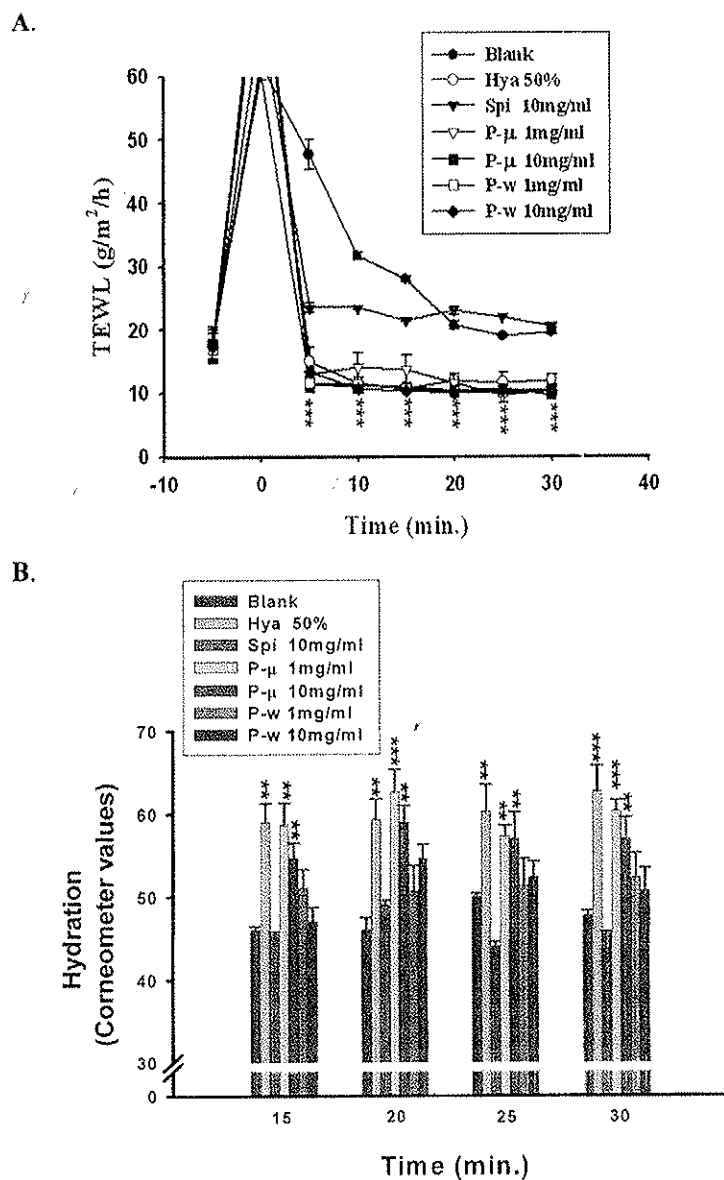 A.
Blank
Hya 50%
Spi 10mg/ml
P-μ 1mg/ml
P-μ 10mg/ml
P-w 1mg/ml
P-w 10mg/ml
60
50
40
30
20
10
0
TEWL (g/m²/h)
*** *** *** *** *** ***
-10 0 10 20 30 40
Time (min.)
B.
Blank
Hya 50%
Spi 10mg/ml
P-μ 1mg/ml
P-μ 10mg/ml
P-w 1mg/ml
P-w 10mg/ml
70
60
50
40
30
0
Hydration
(Corneometer values)
** ** ** ** *** ** ** ** ** *** *** **
15 20 25 30
Time (min.)